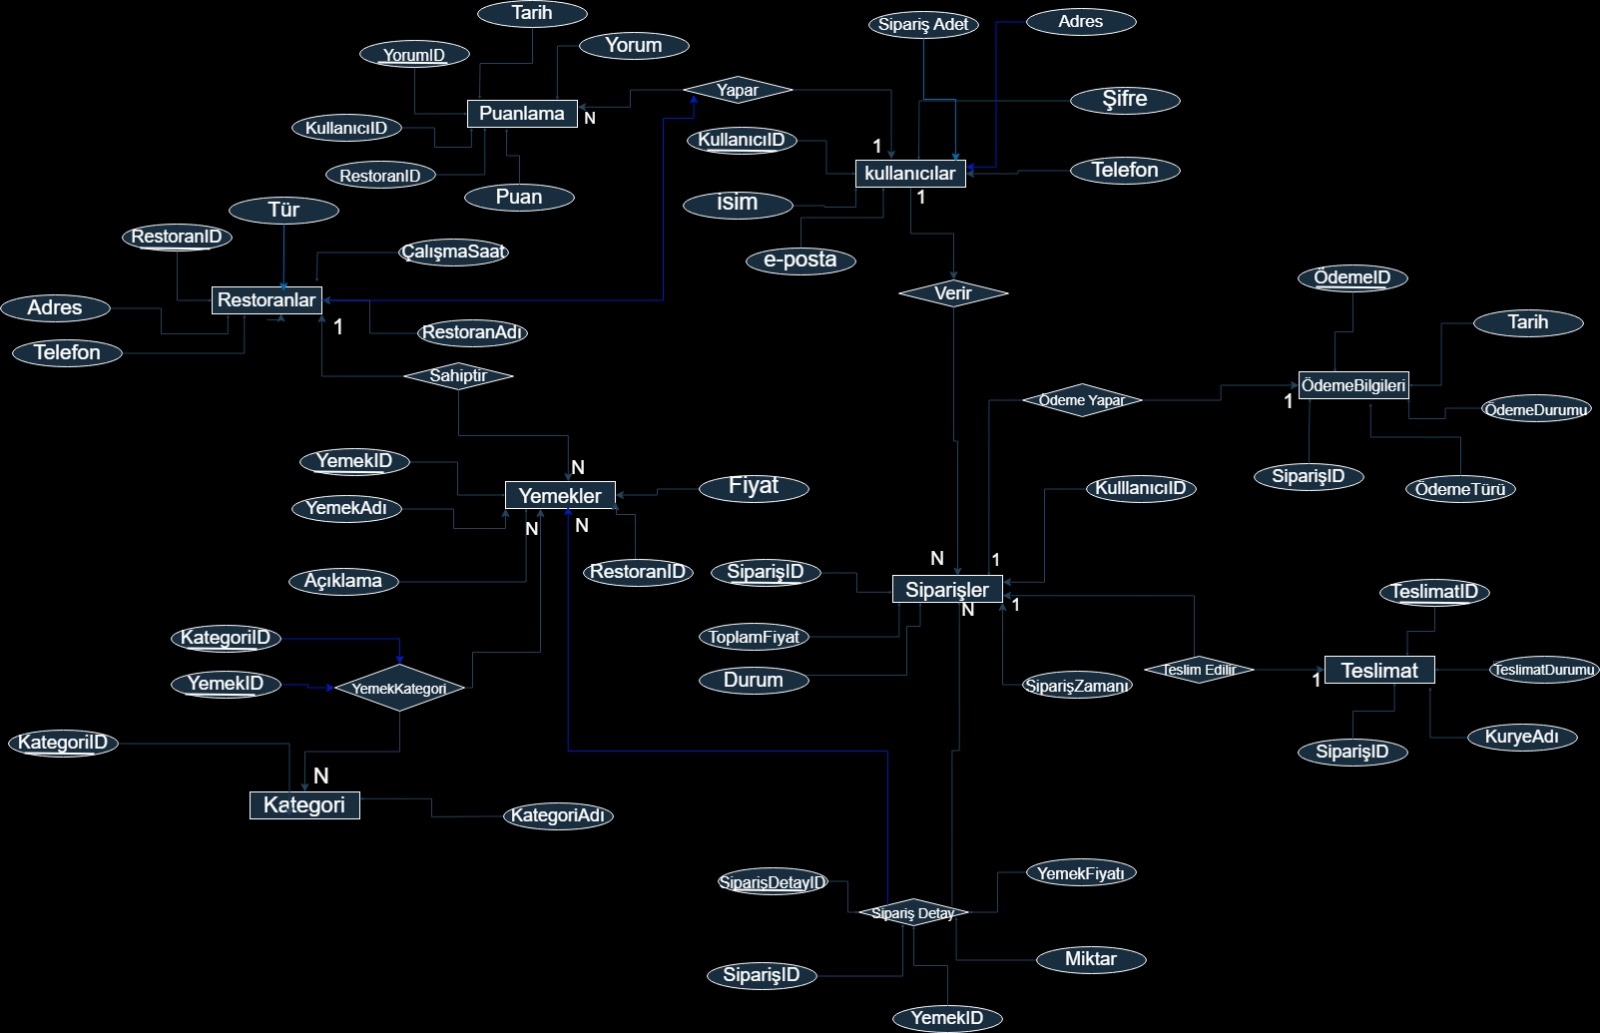 Tarih
Sipariş Adet
Adres
Yorum
YorumID
Yapar
Şifre
Puanlama
N
KullanıcıID
KullanıcıID
1
RestoranID
kullanıcılar
Telefon
Puan
1
isim
Tür
RestoranID
ÇalışmaSaat
e-posta
ÖdemeID
Verir
Restoranlar
Adres
1
RestoranAdı
Tarih
Telefon
Sahiptir
ÖdemeBilgileri
Ödeme Yapar
1
ÖdemeDurumu
YemekID
N
SiparişID
Fiyat
KulllanıcıID
ÖdemeTürü
Yemekler
YemekAdı
N
N
N
1
Açıklama
RestoranID
SiparişID
Siparişler
TeslimatID
1
N
KategoriID
ToplamFiyat
Teslim Edilir
Teslimat
TeslimatDurumu
1
YemekID
YemekKategori
Durum
SiparişZamanı
KategoriID
KuryeAdı
SiparişID
N
Kategori
KategoriAdı
SiparişDetayID
YemekFiyatı
Sipariş Detay
Miktar
SiparişID
YemekID